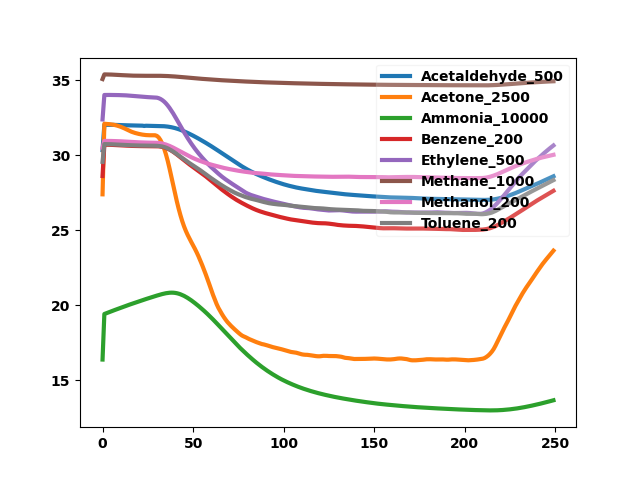 35
30
25
20
15
0
50
100
150
200
250
Acetaldehyde_500
Acetone_2500
Ammonia_10000
Benzene_200
Ethylene_500
Methane_1000
Methanol_200
Toluene_200